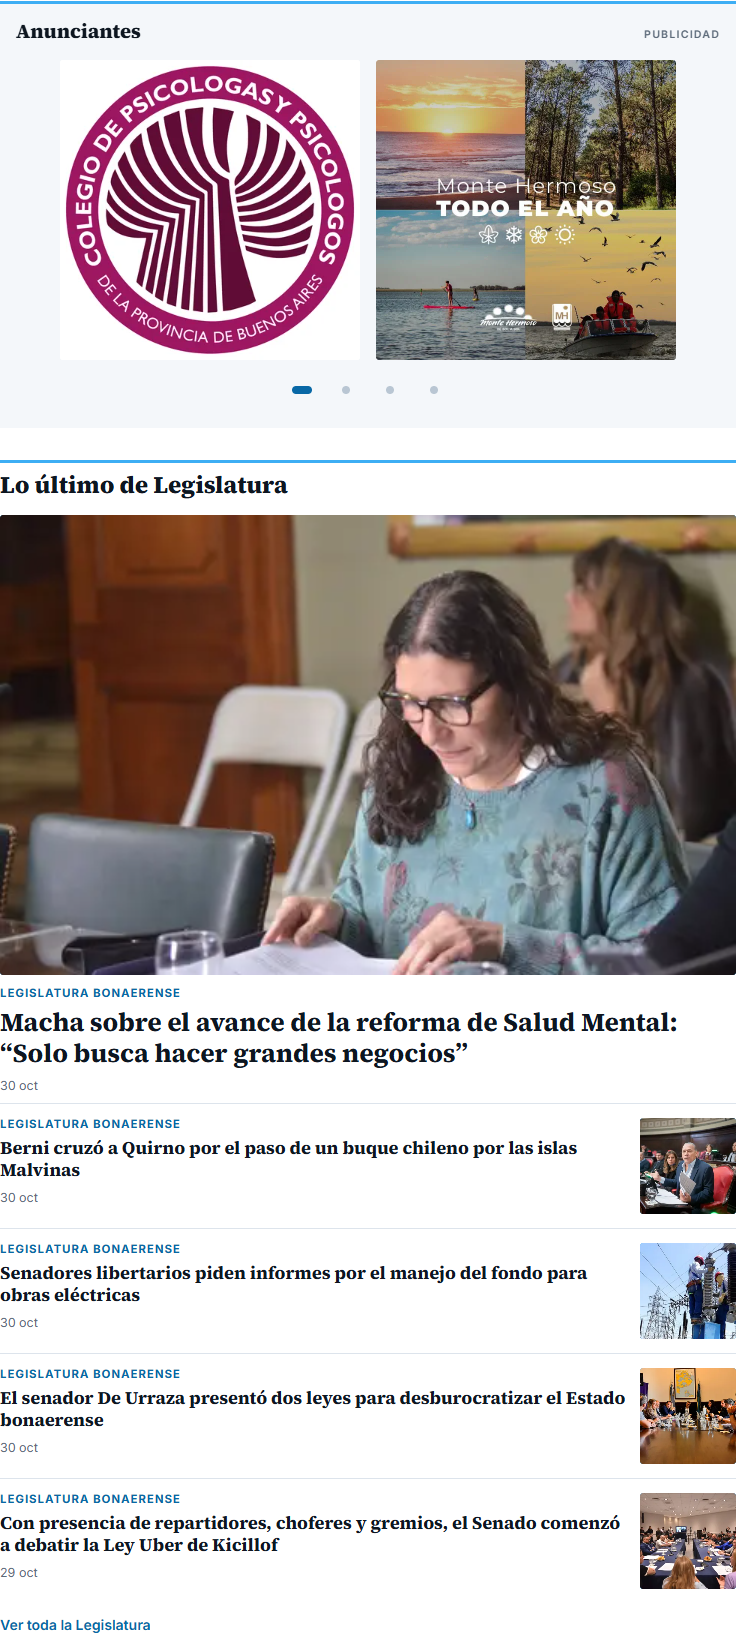 Anunciantes
PUBLICIDAD
COLEGIO DE PSICOLOGAS Y PSICOLOGOS
DE LA PROVINCIA DE BUENOS AIRES
Monte Hermoso
TODO EL AÑO
Monte Hermoso
MH
Lo último de Legislatura
LEGISLATURA BONAERENSE
Macha sobre el avance de la reforma de Salud Mental:
“Solo busca hacer grandes negocios”
30 oct
LEGISLATURA BONAERENSE
Berni cruzó a Quirno por el paso de un buque chileno por las islas
Malvinas
30 oct
LEGISLATURA BONAERENSE
Senadores libertarios piden informes por el manejo del fondo para
obras eléctricas
30 oct
LEGISLATURA BONAERENSE
El senador De Urraza presentó dos leyes para desburocratizar el Estado
bonaerense
30 oct
LEGISLATURA BONAERENSE
Con presencia de repartidores, choferes y gremios, el Senado comenzó
a debatir la Ley Uber de Kicillof
29 oct
Ver toda la Legislatura